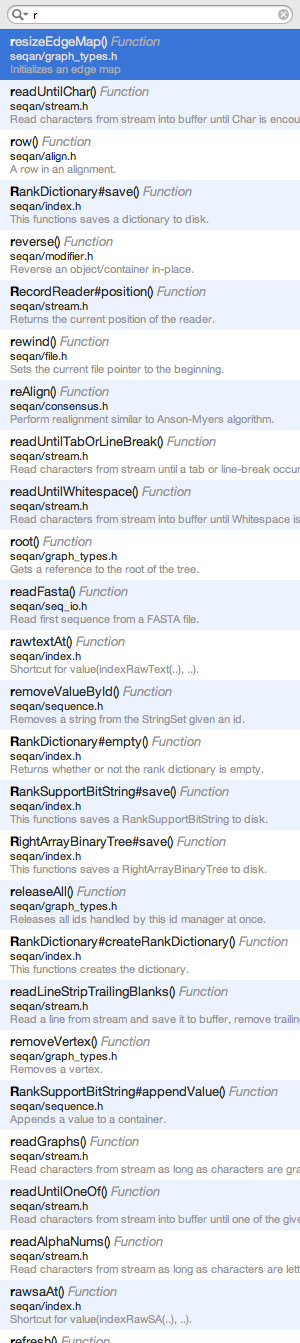 r
resizeEdgeMap() Function
seqan/graph_types.h
Initializes an edge map
readUntilChar() Function
seqan/stream.h
Read characters from stream into buffer until Char is encou
row() Function
seqan/align.h
A row in an alignment.
RankDictionary#save() Function
seqan/index.h
This functions saves a dictionary to disk.
reverse() Function
seqan/modifier.h
Reverse an object/container in-place.
RecordReader#position() Function
seqan/stream.h
Returns the current position of the reader.
rewind() Function
seqan/file.h
Sets the current file pointer to the beginning.
reAlign() Function
seqan/consensus.h
Perform realignment similar to Anson-Myers algorithm.
readUntilTabOrLineBreak() Function
seqan/stream.h
Read characters from stream until a tab or line-break occur
readUntilWhitespace() Function
seqan/stream.h
Read characters from stream into buffer until Whitespace is
root() Function
seqan/graph_types.h
Gets a reference to the root of the tree.
readFasta() Function
seqan/seq_io.h
Read first sequence from a FASTA file.
rawtextAt() Function
seqan/index.h
Shortcut for value(indexRawText(..), ..).
removeValueById() Function
seqan/sequence.h
Removes a string from the StringSet given an id.
RankDictionary#empty() Function
seqan/index.h
Returns whether or not the rank dictionary is empty.
RankSupportBitString#save() Function
seqan/index.h
This functions saves a RankSupportBitString to disk.
RightArrayBinaryTree#save() Function
seqan/index.h
This functions saves a RightArrayBinaryTree to disk.
releaseAll() Function
seqan/graph_types.h
Releases all ids handled by this id manager at once.
RankDictionary#createRankDictionary() Function
seqan/index.h
This functions creates the dictionary.
readLineStripTrailingBlanks() Function
seqan/stream.h
Read a line from stream and save it to buffer, remove trailin
removeVertex() Function
seqan/graph_types.h
Removes a vertex.
RankSupportBitString#appendValue() Function
seqan/sequence.h
Appends a value to a container.
readGraphs() Function
seqan/stream.h
Read characters from stream as long as characters are gra
readUntilOneOf() Function
seqan/stream.h
Read characters from stream into buffer until one of the give
readAlphaNums() Function
seqan/stream.h
Read characters from stream as long as characters are lett
rawsaAt() Function
seqan/index.h
Shortcut for value(indexRawSA(..), ..).
refresh() Function